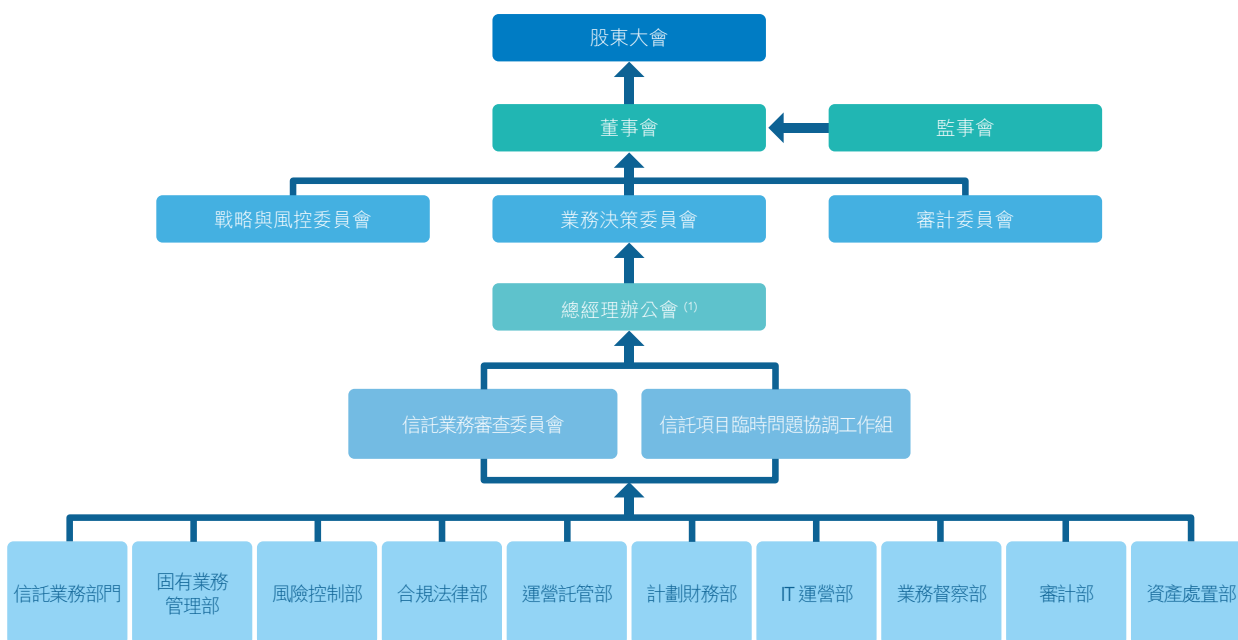 股東大會
董事會
監事會
戰略與風控委員會
業務決策委員會
審計委員會
總經理辦公會 (1)
信託業務審查委員會
信託項目臨時問題協調工作組
信託業務部門
固有業務
管理部
風險控制部
合規法律部
運營託管部
計劃財務部
IT 運營部
業務督察部
審計部
資產處置部